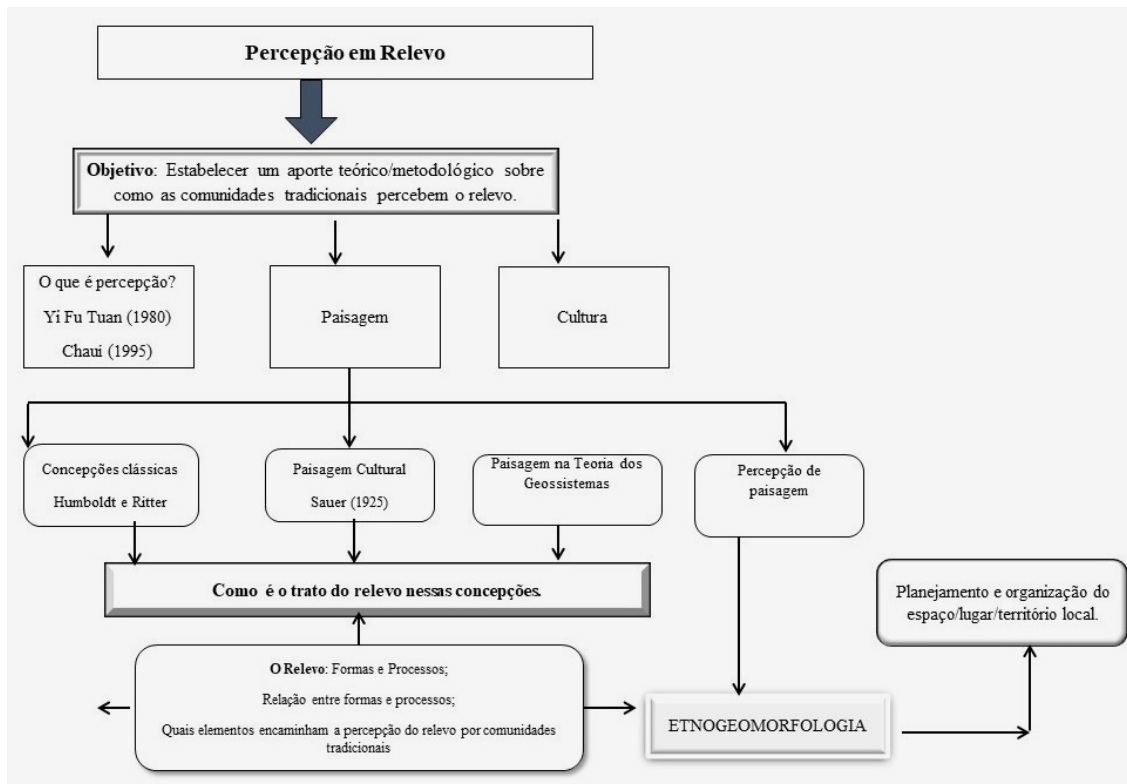 Percepção em Relevo
Objetivo: Estabelecer um aporte teórico/metodológico sobre
como as comunidades tradicionais percebem o relevo.
O que é percepção?
Yi Fu Tuan (1980)
Chaui (1995)
Paisagem
Cultura
Concepções clássicas
Humboldt e Ritter
Paisagem Cultural
Sauer (1925)
Paisagem na Teoria dos
Geossistemas
Percepção de
paisagem
Como é o trato do relevo nessas concepções.
Planejamento e organização do
espaço/lugar/território local.
O Relevo: Formas e Processos;
Relação entre formas e processos;
Quais elementos encaminham a percepção do relevo por comunidades
tradicionais
ETNOGEOMORFOLOGIA